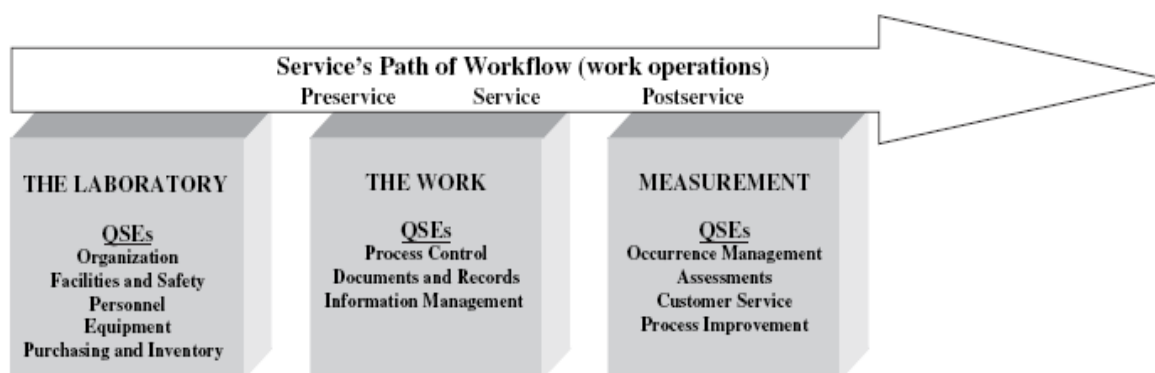 Service's Path of Workflow (work operations)
Preservice Service Postservice
THE LABORATORY
QSEs
Organization
Facilities and Safety
Personnel
Equipment
Purchasing and Inventory
THE WORK
QSEs
Process Control
Documents and Records
Information Management
MEASUREMENT
QSEs
Occurrence Management
Assessments
Customer Service
Process Improvement